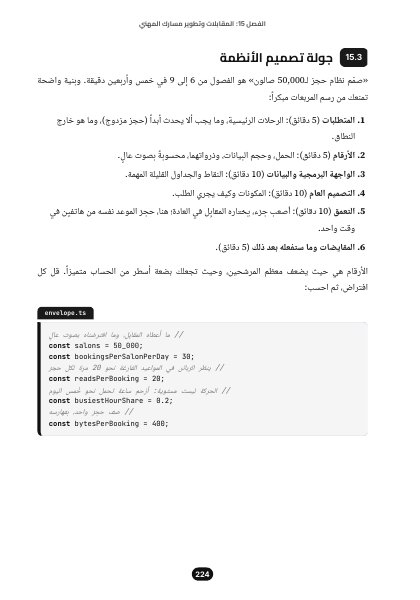 الفصل 15: المقابلات وتطوير مسارك المهني
15.3 جولة تصميم الأنظمة
«صمّم نظام حجز لـ50,000 صالون» هو الفصول من 6 إلى 9 في خمس وأربعين دقيقة. وبنية واضحة
تمنعك من رسم المربعات مبكراً:
1. المتطلبات (5 دقائق): الرحلات الرئيسية، وما يجب ألا يحدث أبداً (حجز مزدوج)، وما هو خارج
النطاق.
2. الأرقام (5 دقائق): الحمل، وحجم البيانات، وذرواتهما، محسوبةً بصوت عالٍ.
3. الواجهة البرمجية والبيانات (10 دقائق): النقاط والجداول القليلة المهمة.
4. التصميم العام (10 دقائق): المكونات وكيف يجري الطلب.
5. التعمق (10 دقائق): أصعب جزء، يختاره المقابِل في العادة؛ هنا، حجز الموعد نفسه من هاتفين في
وقت واحد.
6. المقايضات وما ستفعله بعد ذلك (5 دقائق).
الأرقام هي حيث يضعف معظم المرشحين، وحيث تجعلك بضعة أسطر من الحساب متميزاً. قل كل
افتراض، ثم احسب:
envelope.ts
// ما أعطاه المقابل، وما افترضناه بصوت عالٍ
const salons = 50_000;
const bookingsPerSalonPerDay = 30;
// ينظر الزبائن في المواعيد الفارغة نحو 20 مرة لكل حجز
const readsPerBooking = 20;
// الحركة ليست مستوية: أزحم ساعة تحمل نحو خُمس اليوم
const busiestHourShare = 0.2;
// صف حجز واحد، بفهارسه
const bytesPerBooking = 400;
224